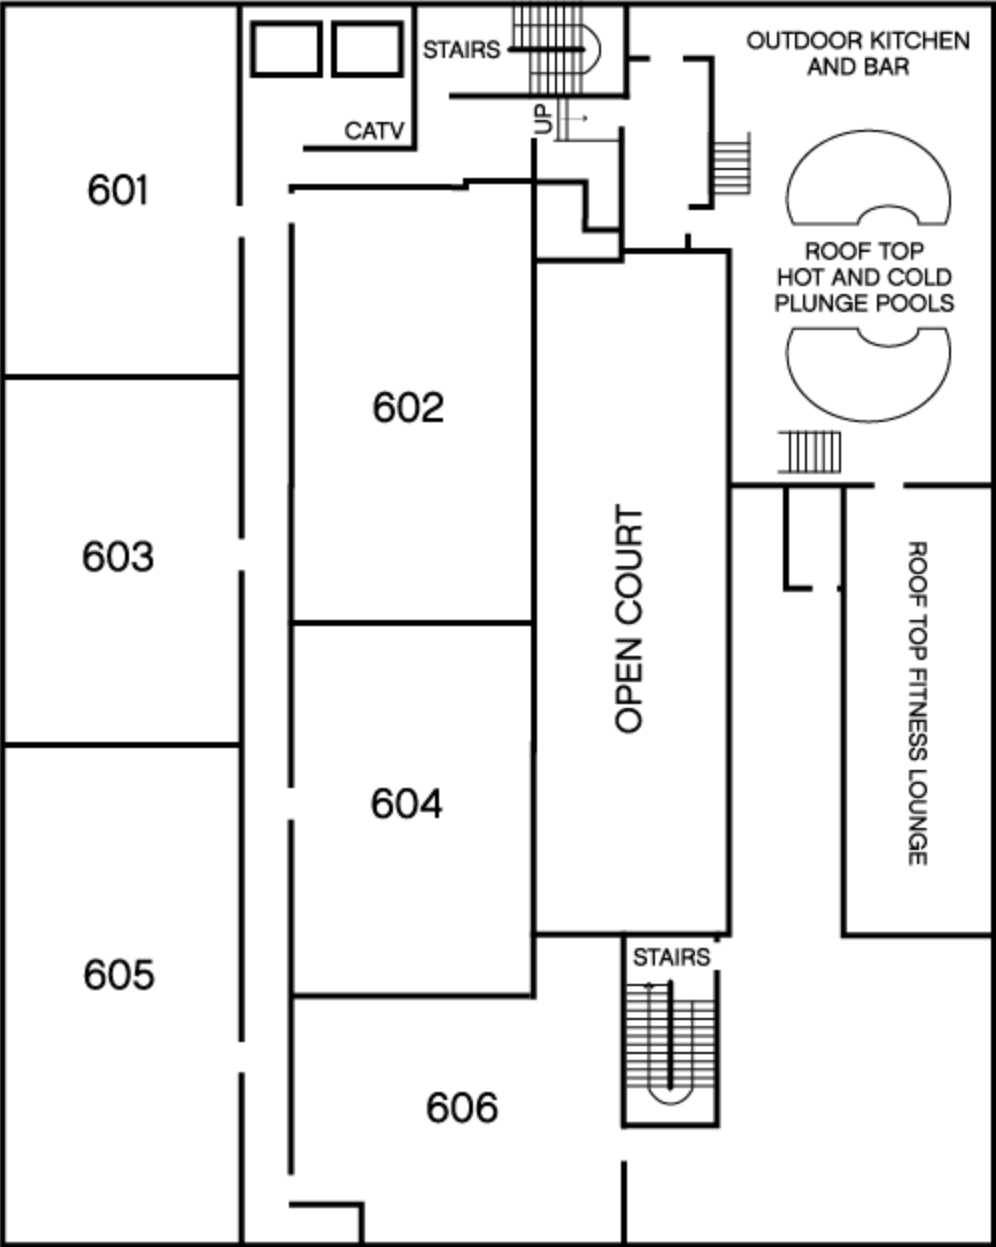 STAIRS
OUTDOOR KITCHEN
AND BAR
CATV
UP
601
ROOF TOP
HOT AND COLD
PLUNGE POOLS
602
603
OPEN COURT
ROOF TOP FITNESS LOUNGE
604
605
STAIRS
606